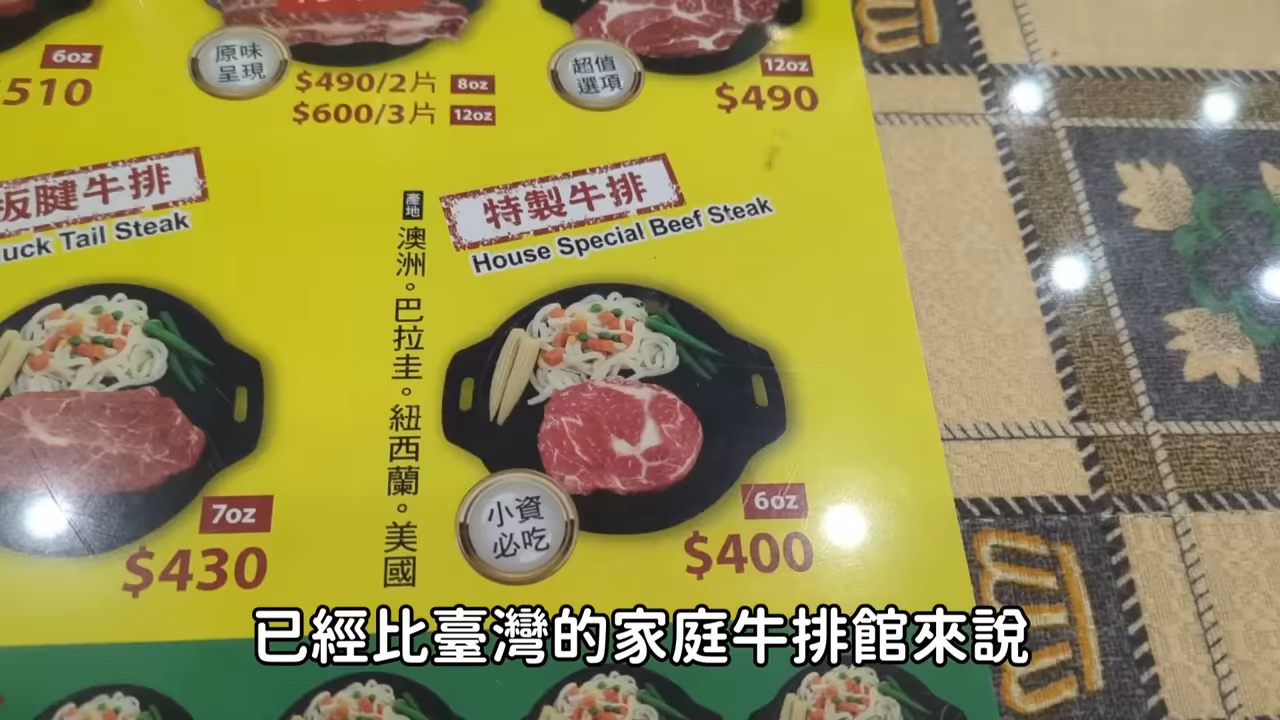 6oz
510
原味
呈現
$490/2片 8oz
$600/3片 12oz
超值
選項
12oz
$490
板腱牛排
uck Tail Steak
7oz
$430
產地
澳洲。巴拉圭。紐西蘭。美國
特製牛排
House Special Beef Steak
小資
必吃
6oz
$400
已經比臺灣的家庭牛排館來說